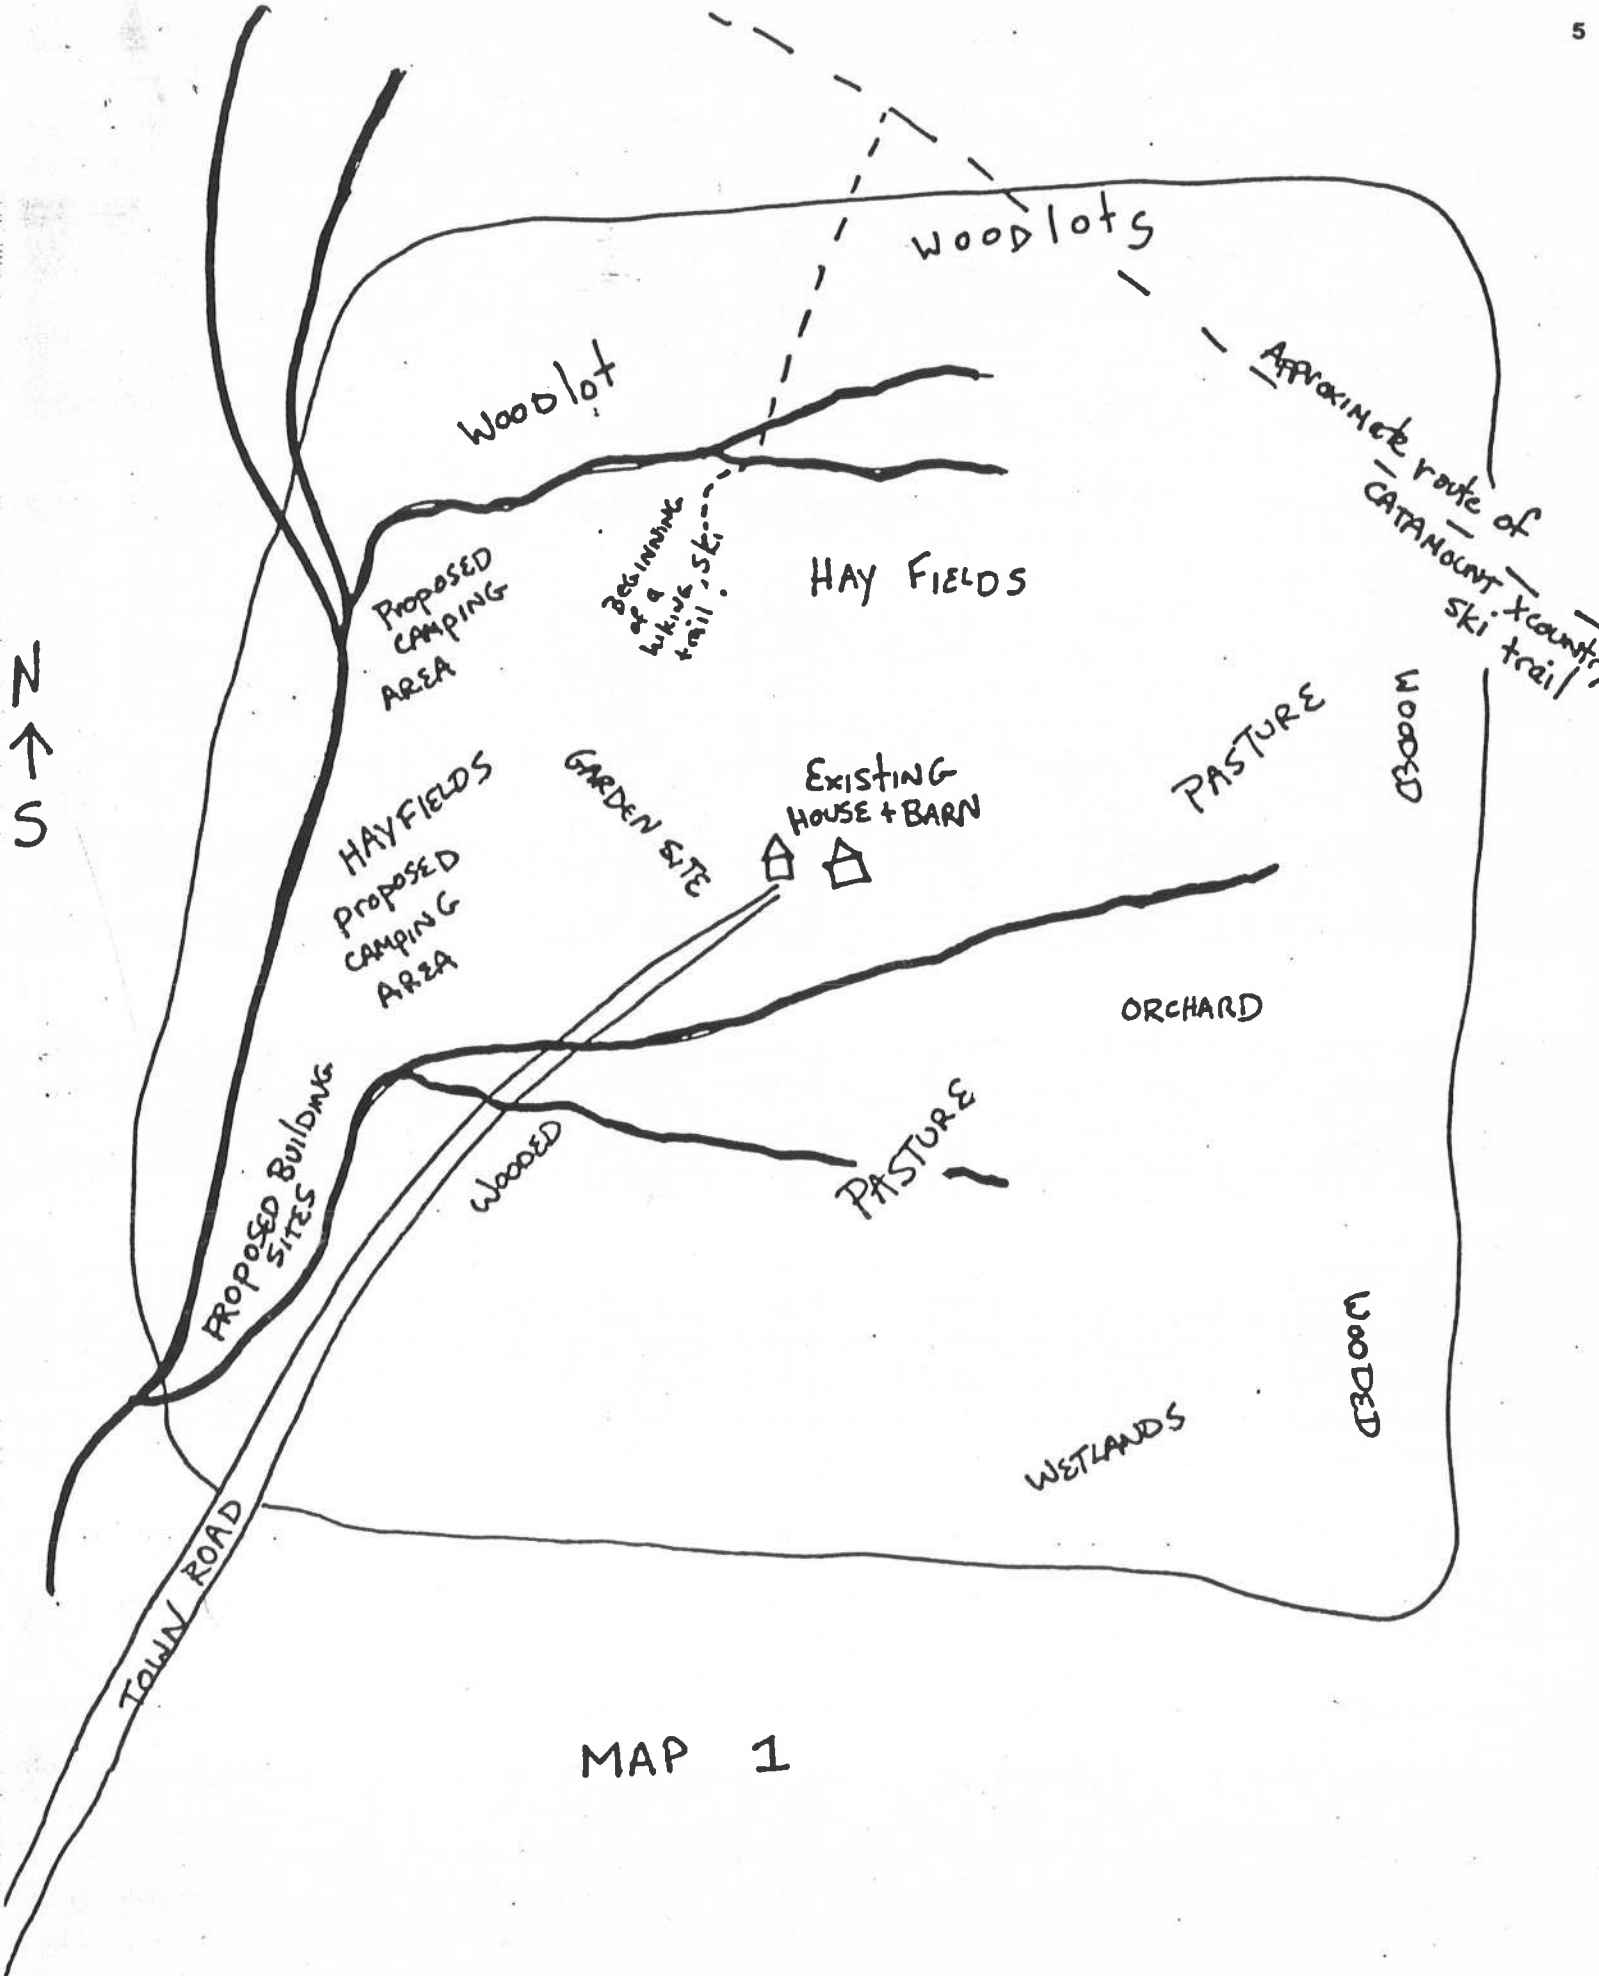 5
WOODlots
Woodlot
Approximate route of
CATAMOUNT Xcountry
ski trail
BEGINNING
of a
hiking, ski
trail.
HAY FIELDS
Proposed
CAMPING
AREA
N
S
WOODED
PASTURE
HAYFIELDS
proposed
CAMPING
AREA
GARDEN SITE
EXISTING
HOUSE + BARN
ORCHARD
PROPOSED BUILDING
SITES
WOODED
PASTURE
WOODED
WETLANDS
TOWN ROAD
MAP 1